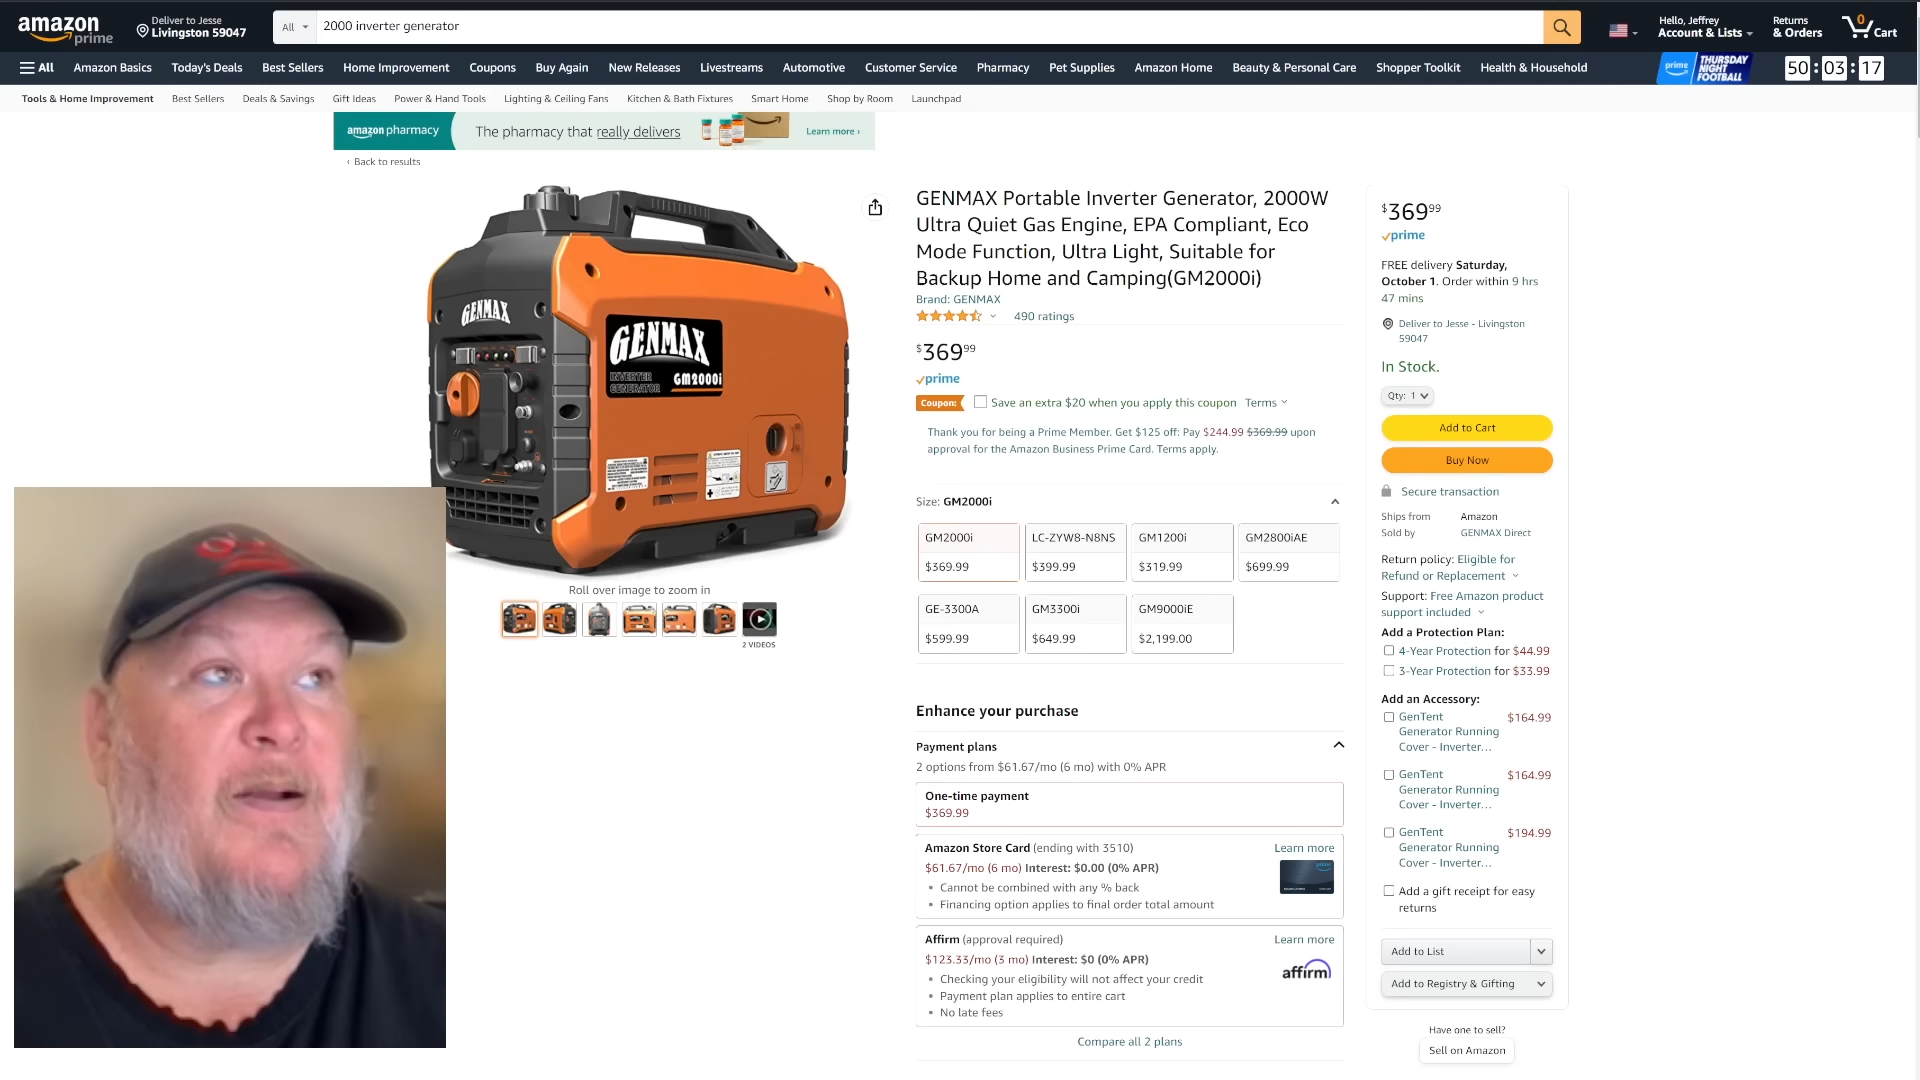 amazon
prime
Deliver to Jesse
Livingston 59047
All
2000 inverter generator
Hello, Jeffrey
Account & Lists
Returns
& Orders
0
Cart
All
Amazon Basics
Today's Deals
Best Sellers
Home Improvement
Coupons
Buy Again
New Releases
Livestreams
Automotive
Customer Service
Pharmacy
Pet Supplies
Amazon Home
Beauty & Personal Care
Shopper Toolkit
Health & Household
prime
THURSDAY
NIGHT
FOOTBALL
50:03:17
Tools & Home Improvement
Best Sellers
Deals & Savings
Gift Ideas
Power & Hand Tools
Lighting & Ceiling Fans
Kitchen & Bath Fixtures
Smart Home
Shop by Room
Launchpad
amazon pharmacy
The pharmacy that really delivers
Learn more ›
‹ Back to results
GENMAX
GENMAX
INVERTER
GENERATOR
GM2000i
Roll over image to zoom in
2 VIDEOS
GENMAX Portable Inverter Generator, 2000W
Ultra Quiet Gas Engine, EPA Compliant, Eco
Mode Function, Ultra Light, Suitable for
Backup Home and Camping(GM2000i)
Brand: GENMAX
490 ratings
$36999
prime
Coupon:
Save an extra $20 when you apply this coupon
Terms
Thank you for being a Prime Member. Get $125 off: Pay $244.99 $369.99 upon
approval for the Amazon Business Prime Card. Terms apply.
Size: GM2000i
GM2000i
$369.99
LC-ZYW8-N8NS
$399.99
GM1200i
$319.99
GM2800iAE
$699.99
GE-3300A
$599.99
GM3300i
$649.99
GM9000iE
$2,199.00
Enhance your purchase
Payment plans
2 options from $61.67/mo (6 mo) with 0% APR
One-time payment
$369.99
Amazon Store Card (ending with 3510)
Learn more
$61.67/mo (6 mo) Interest: $0.00 (0% APR)
• Cannot be combined with any % back
• Financing option applies to final order total amount
Affirm (approval required)
Learn more
$123.33/mo (3 mo) Interest: $0 (0% APR)
affirm
• Checking your eligibility will not affect your credit
• Payment plan applies to entire cart
• No late fees
Compare all 2 plans
$36999
prime
FREE delivery Saturday,
October 1. Order within 9 hrs
47 mins
Deliver to Jesse - Livingston
59047
In Stock.
Qty: 1
Add to Cart
Buy Now
Secure transaction
Ships from Amazon
Sold by GENMAX Direct
Return policy: Eligible for
Refund or Replacement
Support: Free Amazon product
support included
Add a Protection Plan:
4-Year Protection for $44.99
3-Year Protection for $33.99
Add an Accessory:
GenTent $164.99
Generator Running
Cover - Inverter...
GenTent $164.99
Generator Running
Cover - Inverter...
GenTent $194.99
Generator Running
Cover - Inverter...
Add a gift receipt for easy
returns
Add to List
Add to Registry & Gifting
Have one to sell?
Sell on Amazon